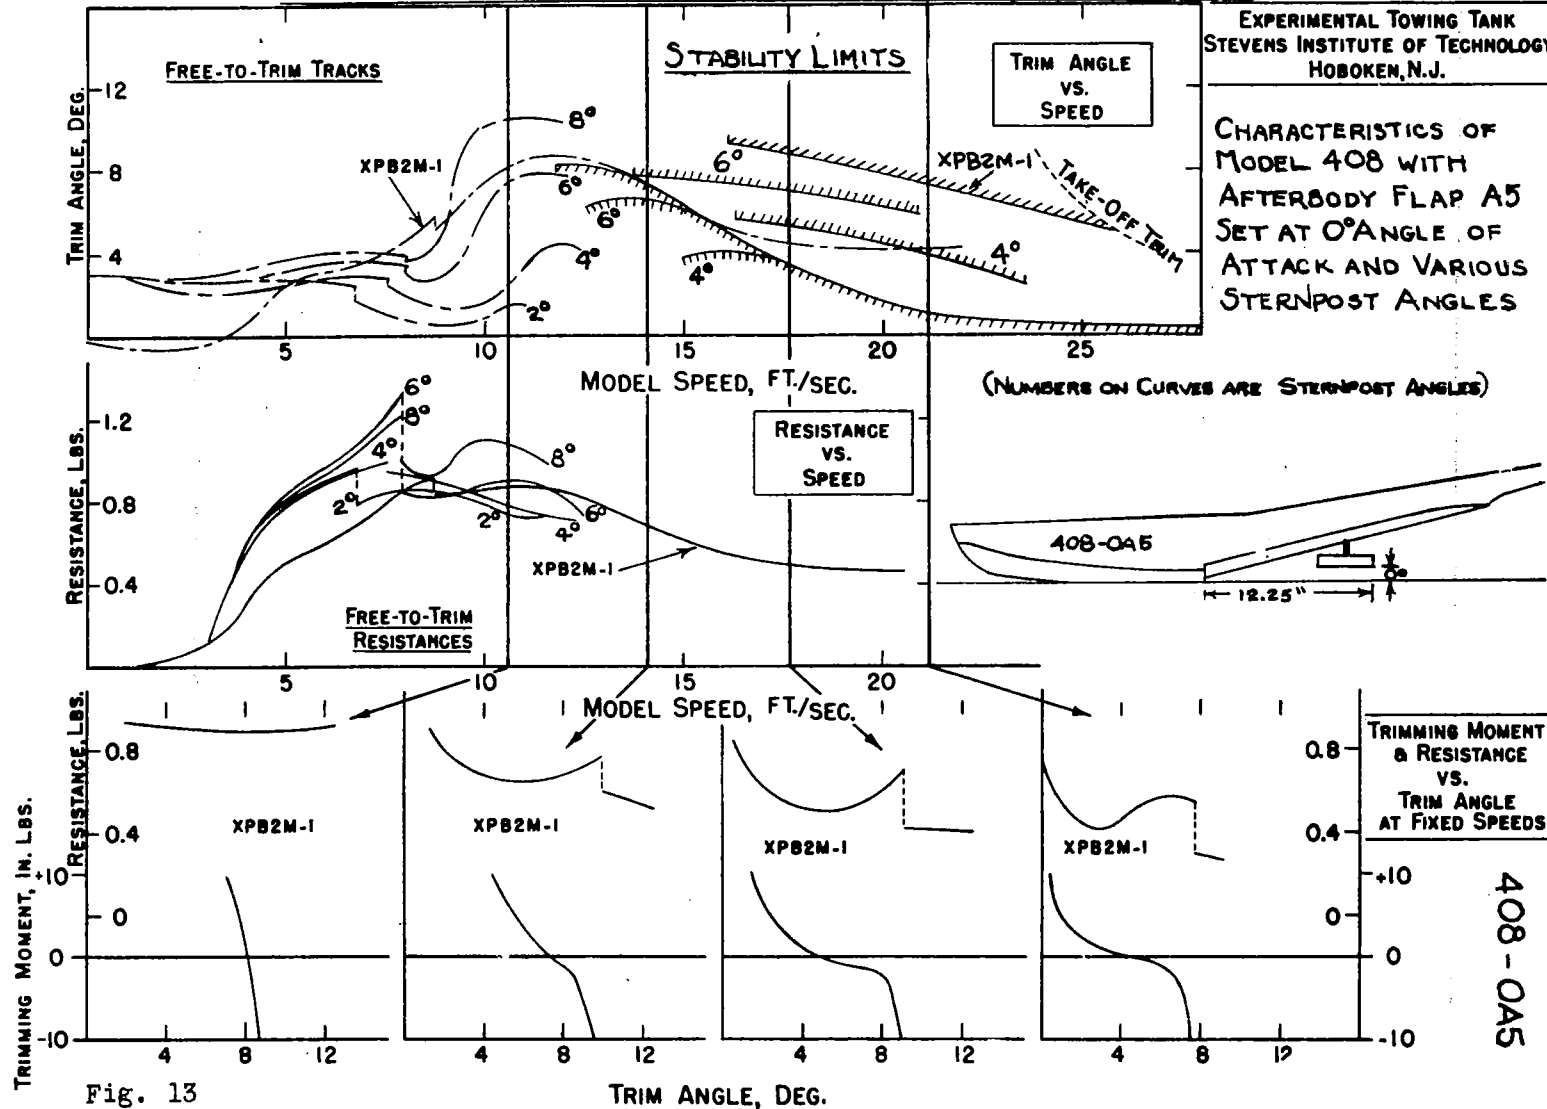 FREE-TO-TRIM TRACKS
STABILITY LIMITS
TRIM ANGLE
VS.
SPEED
TRIM ANGLE, DEG.
12
8
4
XPB2M-1
8°
6°
4°
2°
6°
4°
6°
XPB2M-1
4°
TAKE-OFF TRIM
5
10
15
20
25
MODEL SPEED, FT./SEC.
EXPERIMENTAL TOWING TANK
STEVENS INSTITUTE OF TECHNOLOGY
HOBOKEN, N.J.
CHARACTERISTICS OF
MODEL 408 WITH
AFTERBODY FLAP A5
SET AT 0° ANGLE OF
ATTACK AND VARIOUS
STERNPOST ANGLES
(NUMBERS ON CURVES ARE STERNPOST ANGLES)
RESISTANCE, LBS.
1.2
0.8
0.4
6°
8°
4°
2°
8°
2°
4°
6°
XPB2M-1
RESISTANCE
VS.
SPEED
FREE-TO-TRIM
RESISTANCES
408-0A5
12.25"
0°
5
10
15
20
MODEL SPEED, FT./SEC.
RESISTANCE, LBS.
0.8
0.4
TRIMMING MOMENT, IN. LBS.
+10
0
0
-10
XPB2M-1
XPB2M-1
XPB2M-1
XPB2M-1
0.8
0.4
+10
0
0
-10
4 8 12
4 8 12
4 8 12
4 8 12
TRIM ANGLE, DEG.
TRIMMING MOMENT
& RESISTANCE
VS.
TRIM ANGLE
AT FIXED SPEEDS
408-0A5
Fig. 13